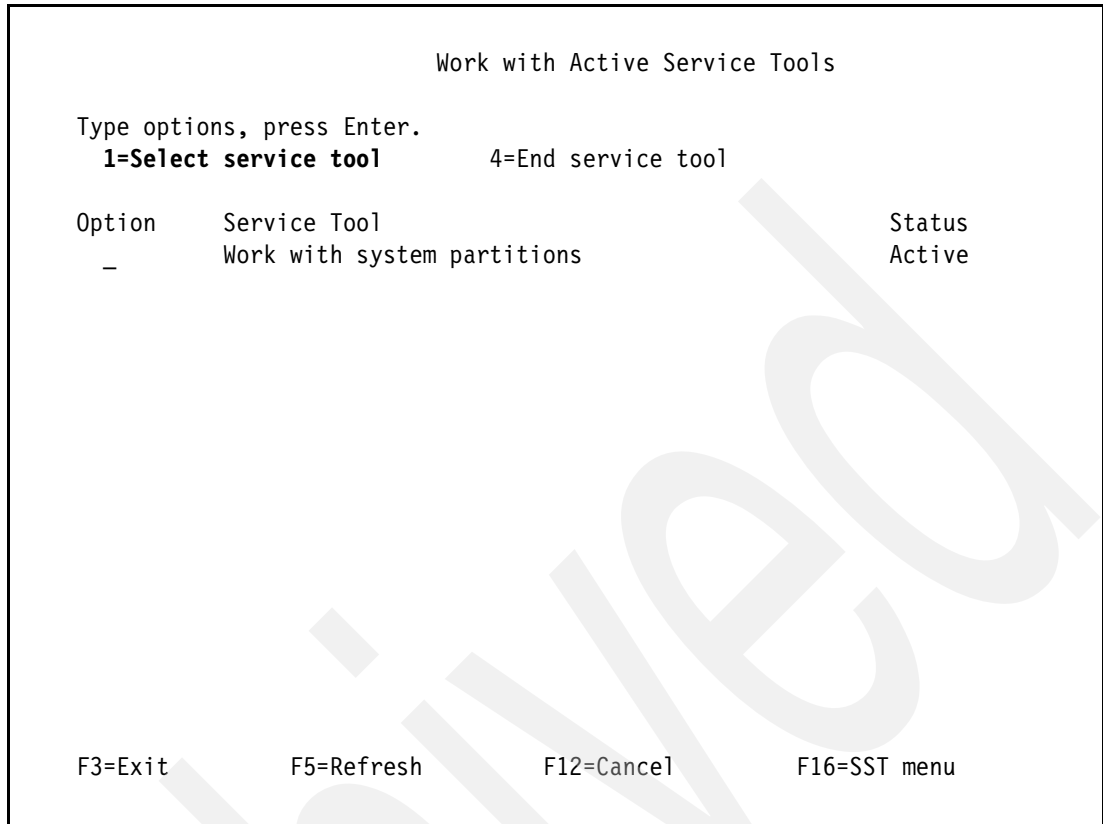 Work with Active Service Tools
Type options, press Enter.
1=Select service tool 4=End service tool
Option Service Tool Status
_ Work with system partitions Active
F3=Exit F5=Refresh F12=Cancel F16=SST menu